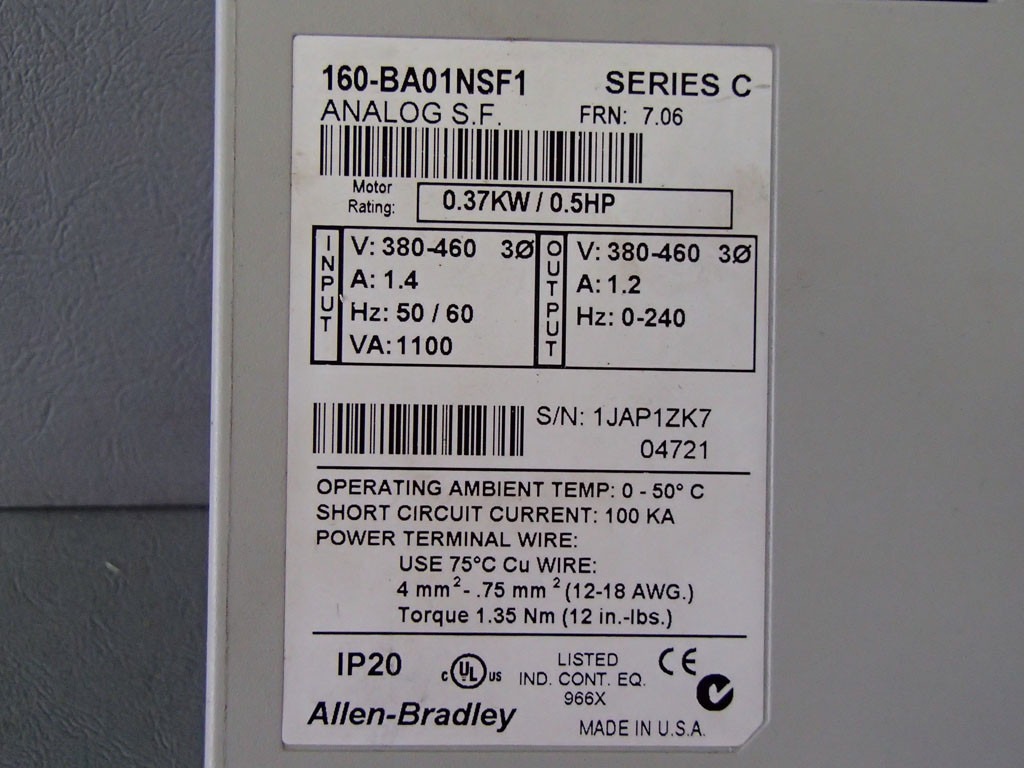 160-BA01NSF1 SERIES C
ANALOG S.F. FRN: 7.06
Motor Rating: 0.37KW / 0.5HP
INPUT
V: 380-460 3Ø
A: 1.4
Hz: 50 / 60
VA: 1100
OUTPUT
V: 380-460 3Ø
A: 1.2
Hz: 0-240
S/N: 1JAP1ZK7
04721
OPERATING AMBIENT TEMP: 0 - 50° C
SHORT CIRCUIT CURRENT: 100 KA
POWER TERMINAL WIRE:
USE 75°C Cu WIRE:
4 mm² - .75 mm² (12-18 AWG.)
Torque 1.35 Nm (12 in.-lbs.)
IP20 c UL us LISTED CE
IND. CONT. EQ.
966X
Allen-Bradley MADE IN U.S.A.